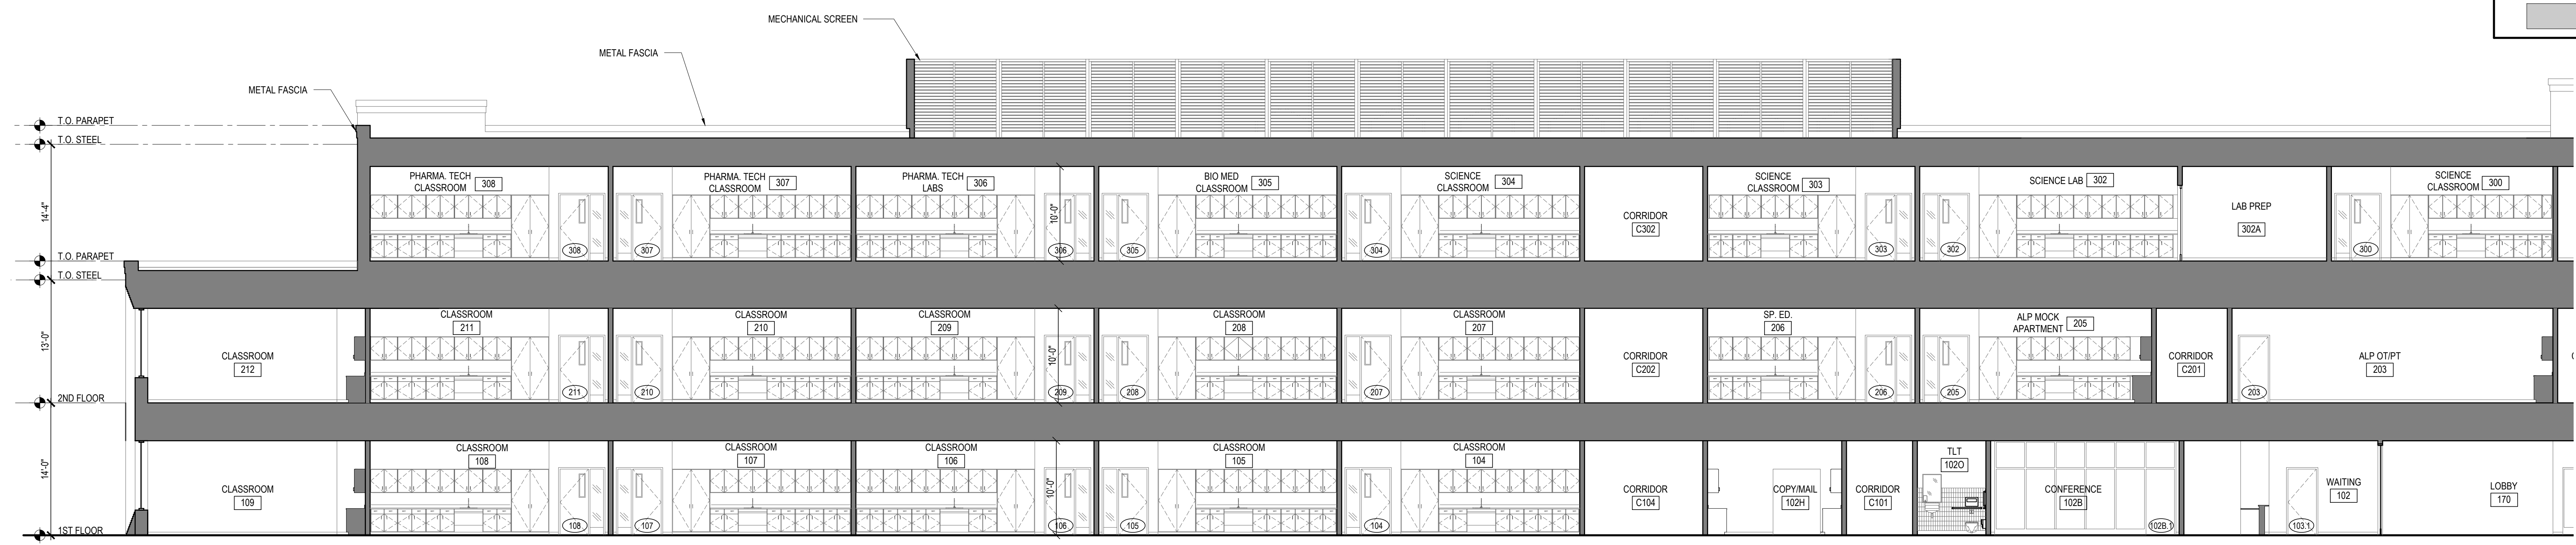 MECHANICAL SCREEN
METAL FASCIA
METAL FASCIA
T.O. PARAPET
T.O. STEEL
14'-4"
PHARMA. TECH
CLASSROOM 308
PHARMA. TECH
CLASSROOM 307
PHARMA. TECH
LABS 306
BIO MED
CLASSROOM 305
SCIENCE
CLASSROOM 304
CORRIDOR
C302
SCIENCE
CLASSROOM 303
SCIENCE LAB 302
LAB PREP
302A
SCIENCE
CLASSROOM 300
10'-0"
308
307
306
305
304
303
302
300
T.O. PARAPET
T.O. STEEL
13'-0"
CLASSROOM
212
CLASSROOM
211
CLASSROOM
210
CLASSROOM
209
CLASSROOM
208
CLASSROOM
207
CORRIDOR
C202
SP. ED.
206
ALP MOCK
APARTMENT 205
CORRIDOR
C201
ALP OT/PT
203
10'-0"
211
210
209
208
207
206
205
203
2ND FLOOR
14'-0"
CLASSROOM
109
CLASSROOM
108
CLASSROOM
107
CLASSROOM
106
CLASSROOM
105
CLASSROOM
104
CORRIDOR
C104
COPY/MAIL
102H
CORRIDOR
C101
TLT
102O
CONFERENCE
102B
WAITING
102
LOBBY
170
10'-0"
108
107
106
105
104
102B.1
103.1
1ST FLOOR